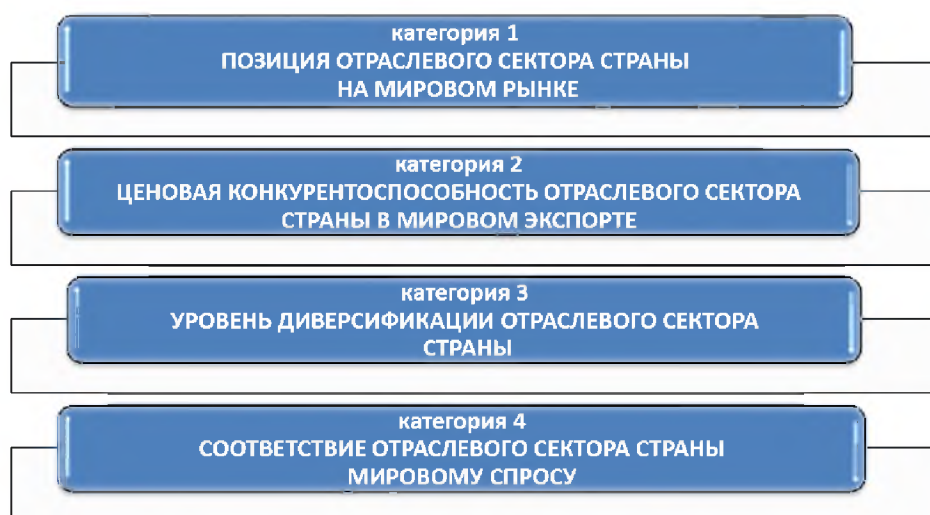 категория 1
ПОЗИЦИЯ ОТРАСЛЕВОГО СЕКТОРА СТРАНЫ
НА МИРОВОМ РЫНКЕ
категория 2
ЦЕНОВАЯ КОНКУРЕНТОСПОСОБНОСТЬ ОТРАСЛЕВОГО СЕКТОРА
СТРАНЫ В МИРОВОМ ЭКСПОРТЕ
категория 3
УРОВЕНЬ ДИВЕРСИФИКАЦИИ ОТРАСЛЕВОГО СЕКТОРА
СТРАНЫ
категория 4
СООТВЕТСТВИЕ ОТРАСЛЕВОГО СЕКТОРА СТРАНЫ
МИРОВОМУ СПРОСУ